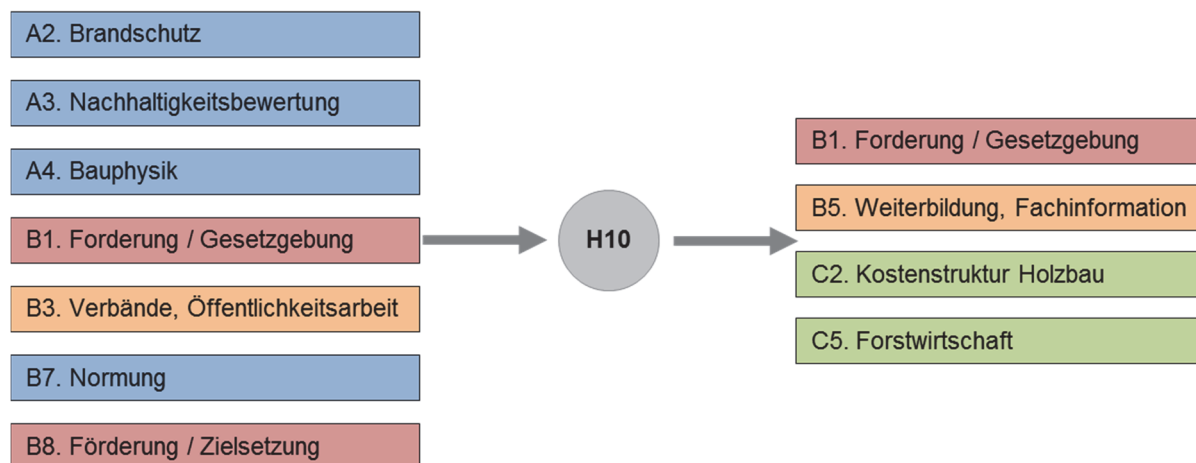 A2. Brandschutz
A3. Nachhaltigkeitsbewertung
A4. Bauphysik
B1. Forderung / Gesetzgebung
B3. Verbände, Öffentlichkeitsarbeit
B7. Normung
B8. Förderung / Zielsetzung
H10
B1. Forderung / Gesetzgebung
B5. Weiterbildung, Fachinformation
C2. Kostenstruktur Holzbau
C5. Forstwirtschaft